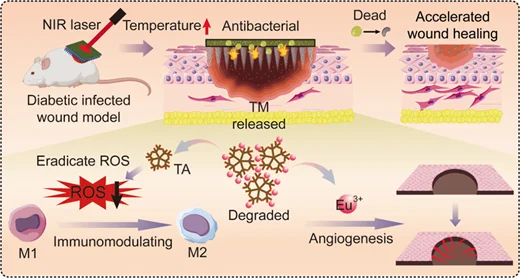 NIR laser
Temperature
Antibacterial
Dead
Accelerated
wound healing
Diabetic infected
wound model
TM
released
Eradicate ROS
ROS
TA
Degraded
Eu3+
M1
Immunomodulating
M2
Angiogenesis